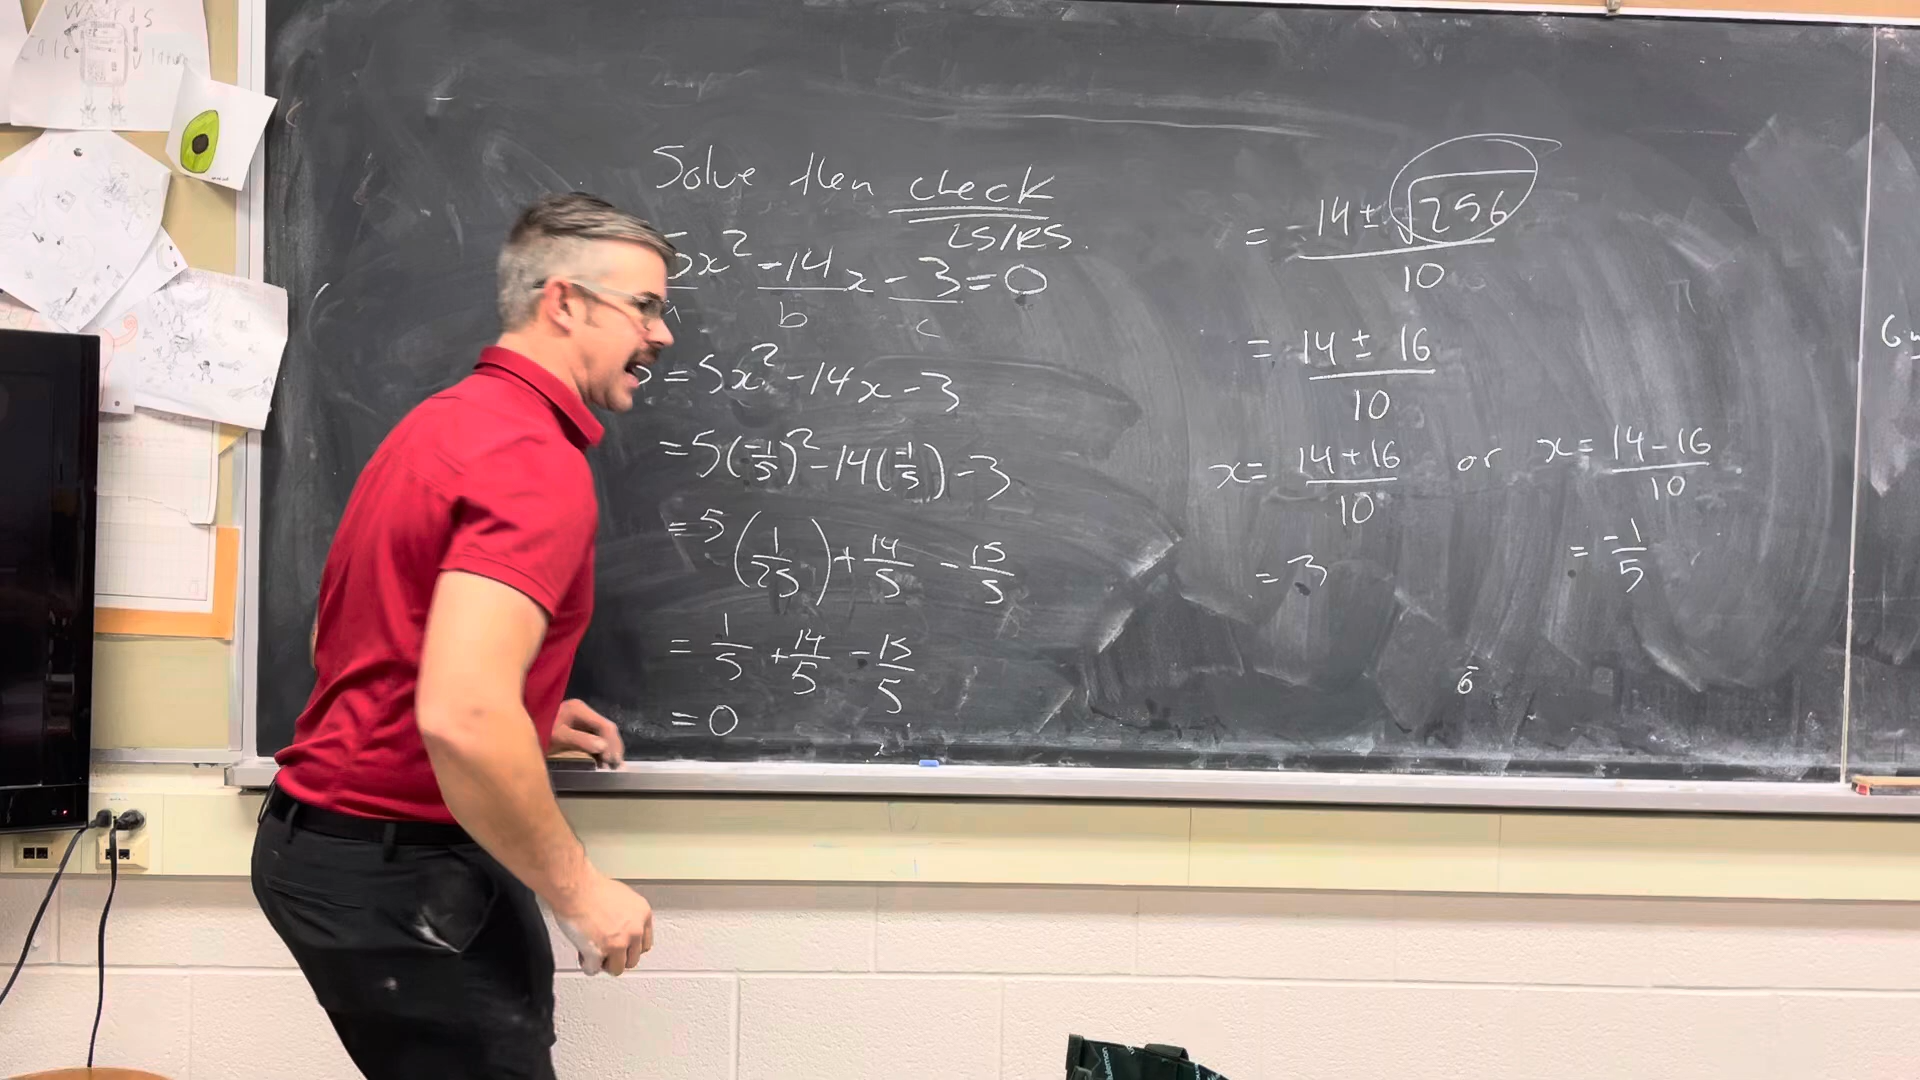 Solve then check
LS/RS.
5x² -14x -3 = 0
b c
= 5x² - 14x - 3
= 5(-1/5)² - 14(-1/5) - 3
= 5(1/25) + 14/5 - 15/5
= 1/5 + 14/5 - 15/5
= 0
= 14 ± √256 / 10
= 14 ± 16 / 10
x = 14 + 16 / 10 or x = 14 - 16 / 10
= 3 = -1/5